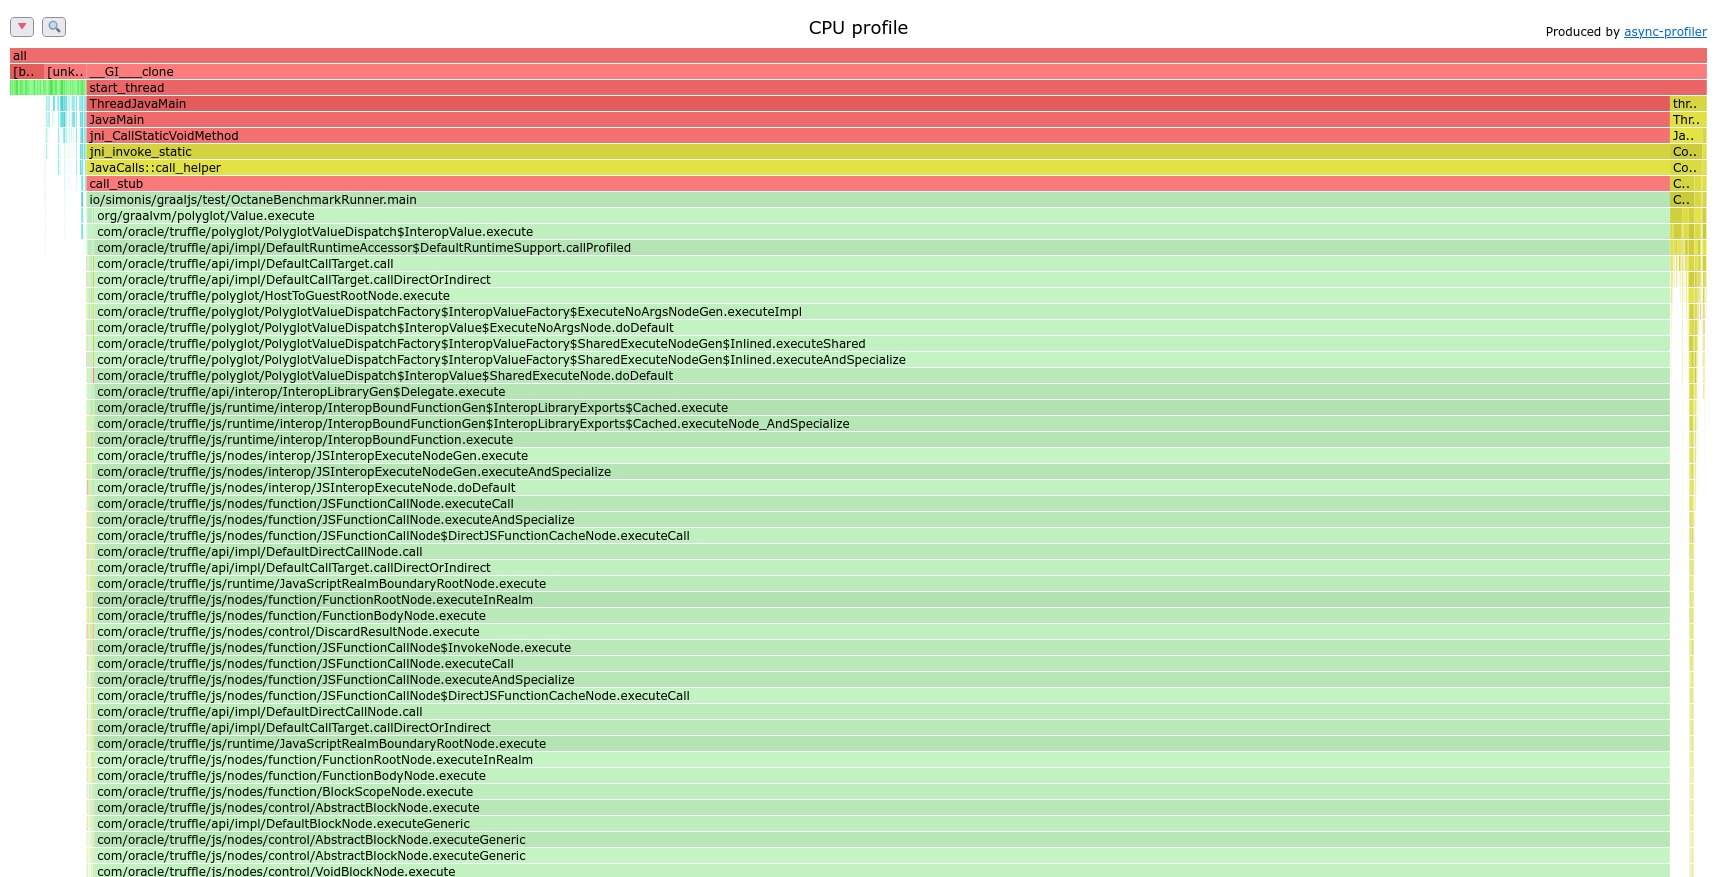 CPU profile
Produced by async-profiler
all
[b.. [unk.. __GI___clone
start_thread
ThreadJavaMain thr..
JavaMain Thr..
jni_CallStaticVoidMethod Ja..
jni_invoke_static Co..
JavaCalls::call_helper Co..
call_stub C..
io/simonis/graaljs/test/OctaneBenchmarkRunner.main C..
org/graalvm/polyglot/Value.execute
com/oracle/truffle/polyglot/PolyglotValueDispatch$InteropValue.execute
com/oracle/truffle/api/impl/DefaultRuntimeAccessor$DefaultRuntimeSupport.callProfiled
com/oracle/truffle/api/impl/DefaultCallTarget.call
com/oracle/truffle/api/impl/DefaultCallTarget.callDirectOrIndirect
com/oracle/truffle/polyglot/HostToGuestRootNode.execute
com/oracle/truffle/polyglot/PolyglotValueDispatchFactory$InteropValueFactory$ExecuteNoArgsNodeGen.executeImpl
com/oracle/truffle/polyglot/PolyglotValueDispatch$InteropValue$ExecuteNoArgsNode.doDefault
com/oracle/truffle/polyglot/PolyglotValueDispatchFactory$InteropValueFactory$SharedExecuteNodeGen$Inlined.executeShared
com/oracle/truffle/polyglot/PolyglotValueDispatchFactory$InteropValueFactory$SharedExecuteNodeGen$Inlined.executeAndSpecialize
com/oracle/truffle/polyglot/PolyglotValueDispatch$InteropValue$SharedExecuteNode.doDefault
com/oracle/truffle/api/interop/InteropLibraryGen$Delegate.execute
com/oracle/truffle/js/runtime/interop/InteropBoundFunctionGen$InteropLibraryExports$Cached.execute
com/oracle/truffle/js/runtime/interop/InteropBoundFunctionGen$InteropLibraryExports$Cached.executeNode_AndSpecialize
com/oracle/truffle/js/runtime/interop/InteropBoundFunction.execute
com/oracle/truffle/js/nodes/interop/JSInteropExecuteNodeGen.execute
com/oracle/truffle/js/nodes/interop/JSInteropExecuteNodeGen.executeAndSpecialize
com/oracle/truffle/js/nodes/interop/JSInteropExecuteNode.doDefault
com/oracle/truffle/js/nodes/function/JSFunctionCallNode.executeCall
com/oracle/truffle/js/nodes/function/JSFunctionCallNode.executeAndSpecialize
com/oracle/truffle/js/nodes/function/JSFunctionCallNode$DirectJSFunctionCacheNode.executeCall
com/oracle/truffle/api/impl/DefaultDirectCallNode.call
com/oracle/truffle/api/impl/DefaultCallTarget.callDirectOrIndirect
com/oracle/truffle/js/runtime/JavaScriptRealmBoundaryRootNode.execute
com/oracle/truffle/js/nodes/function/FunctionRootNode.executeInRealm
com/oracle/truffle/js/nodes/function/FunctionBodyNode.execute
com/oracle/truffle/js/nodes/control/DiscardResultNode.execute
com/oracle/truffle/js/nodes/function/JSFunctionCallNode$InvokeNode.execute
com/oracle/truffle/js/nodes/function/JSFunctionCallNode.executeCall
com/oracle/truffle/js/nodes/function/JSFunctionCallNode.executeAndSpecialize
com/oracle/truffle/js/nodes/function/JSFunctionCallNode$DirectJSFunctionCacheNode.executeCall
com/oracle/truffle/api/impl/DefaultDirectCallNode.call
com/oracle/truffle/api/impl/DefaultCallTarget.callDirectOrIndirect
com/oracle/truffle/js/runtime/JavaScriptRealmBoundaryRootNode.execute
com/oracle/truffle/js/nodes/function/FunctionRootNode.executeInRealm
com/oracle/truffle/js/nodes/function/FunctionBodyNode.execute
com/oracle/truffle/js/nodes/function/BlockScopeNode.execute
com/oracle/truffle/js/nodes/control/AbstractBlockNode.execute
com/oracle/truffle/api/impl/DefaultBlockNode.executeGeneric
com/oracle/truffle/js/nodes/control/AbstractBlockNode.executeGeneric
com/oracle/truffle/js/nodes/control/AbstractBlockNode.executeGeneric
com/oracle/truffle/js/nodes/control/VoidBlockNode.execute